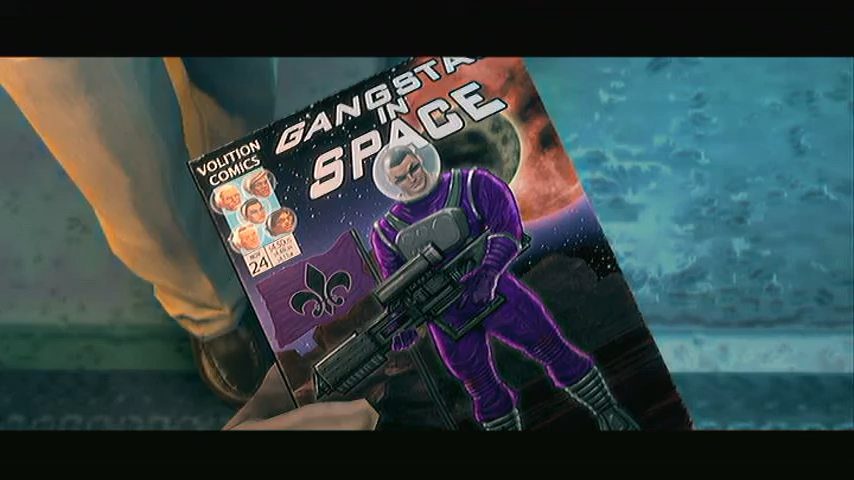 GANGSTA
IN
SPACE
VOLITION
COMICS
NOV
24